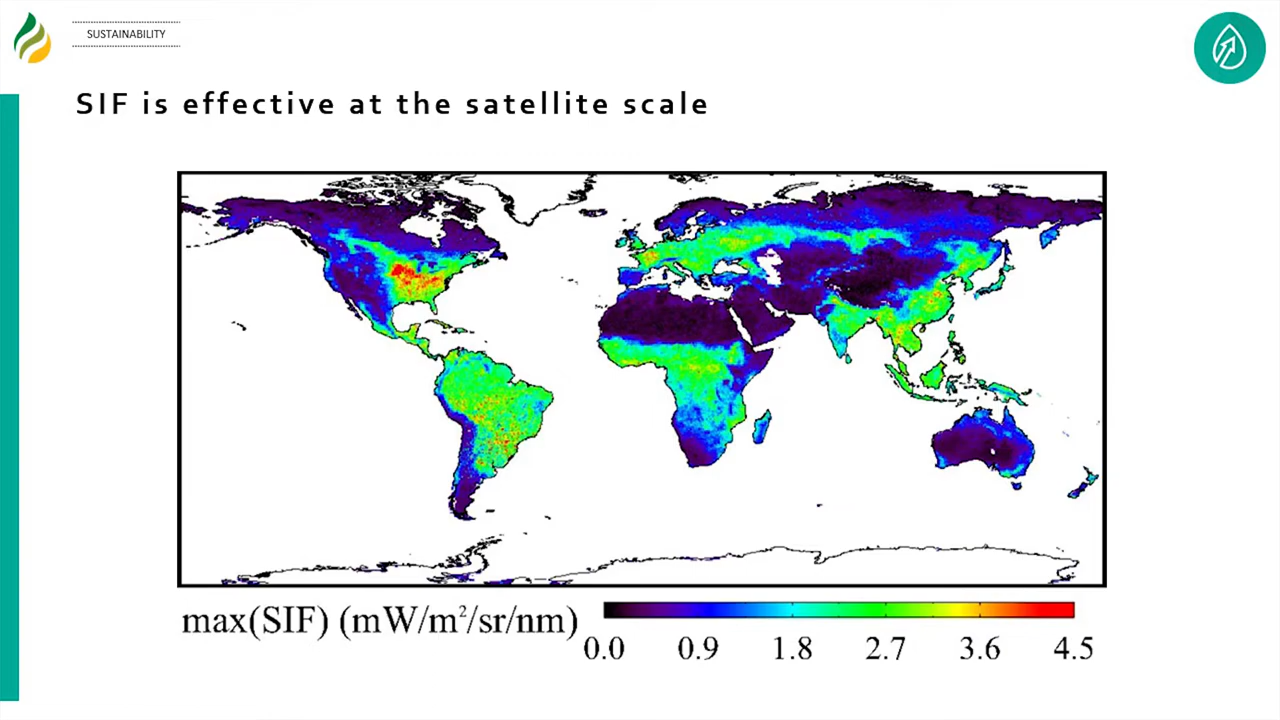 SUSTAINABILITY
SIF is effective at the satellite scale
max(SIF) (mW/m²/sr/nm)
0.0 0.9 1.8 2.7 3.6 4.5